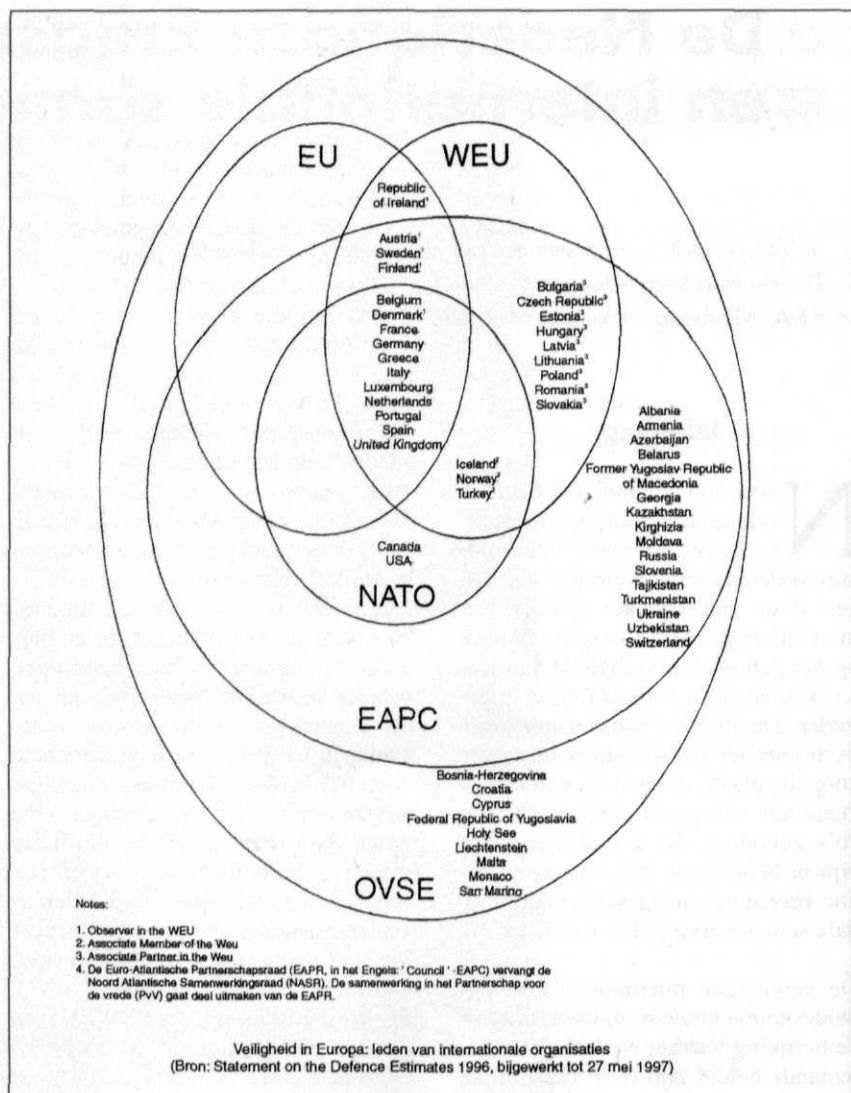 EU
WEU
Republic
of Ireland¹
Austria¹
Sweden
Finland¹
Belgium
Denmark¹
France
Germany
Greece
Italy
Luxembourg
Netherlands
Portugal
Spain
United Kingdom
Bulgaria³
Czech Republic³
Estonia³
Hungary³
Latvia³
Lithuania³
Poland³
Romania³
Slovakia³
Iceland²
Norway²
Turkey²
Albania
Armenia
Azerbaijan
Belarus
Former Yugoslav Republic
of Macedonia
Georgia
Kazakhstan
Kirghizia
Moldova
Russia
Slovenia
Tajikistan
Turkmenistan
Ukraine
Uzbekistan
Switzerland
Canada
USA
NATO
EAPC
Bosnia-Herzegovina
Croatia
Cyprus
Federal Republic of Yugoslavia
Holy See
Liechtenstein
Malta
Monaco
San Marino
OVSE
Notes:
1. Observer in the WEU
2. Associate Member of the Weu
3. Associate Partner in the Weu
4. De Euro-Atlantische Partnerschapsraad (EAPR, in het Engels: ' Council ' -EAPC) vervangt de
Noord Atlantische Samenwerkingsraad (NASR). De samenwerking in het Partnerschap voor
de vrede (PvV) gaat deel uitmaken van de EAPR.
Veiligheid in Europa: leden van internationale organisaties
(Bron: Statement on the Defence Estimates 1996, bijgewerkt tot 27 mei 1997)